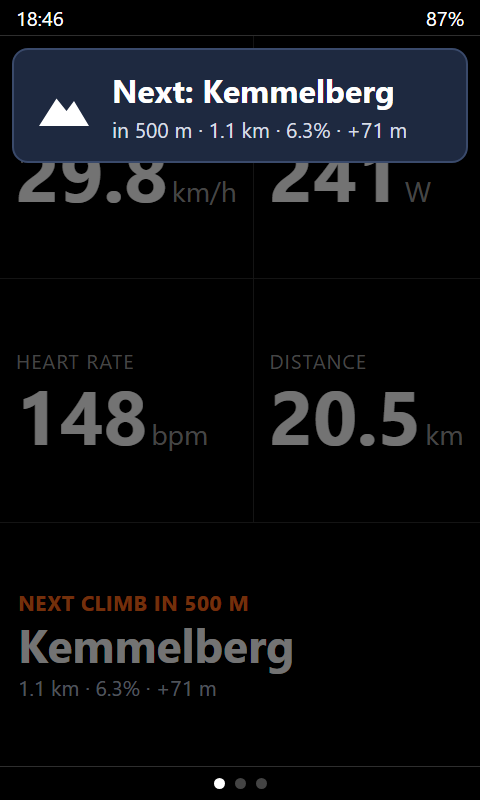 18:46 87%
Next: Kemmelberg
in 500 m · 1.1 km · 6.3% · +71 m
29.8 km/h 241 W
HEART RATE DISTANCE
148 bpm 20.5 km
NEXT CLIMB IN 500 M
Kemmelberg
1.1 km · 6.3% · +71 m